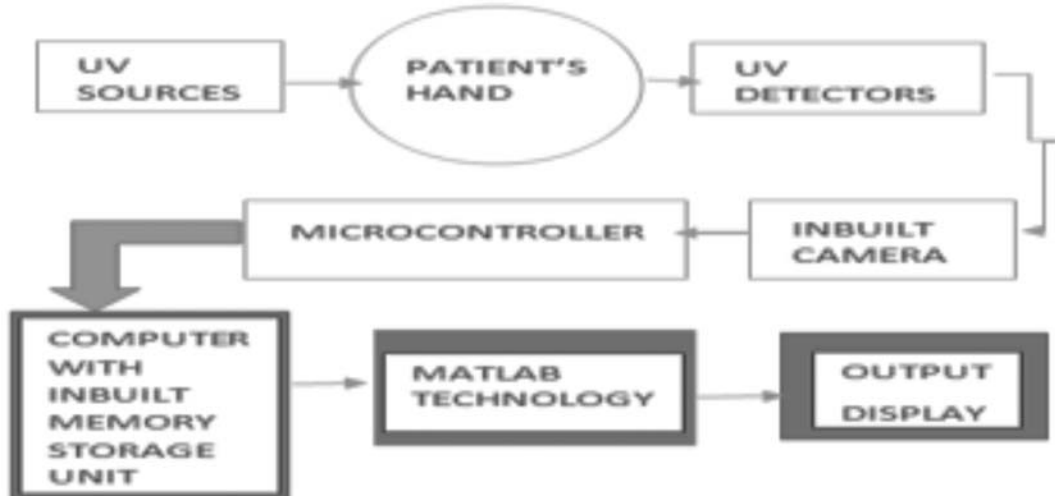 UV
SOURCES
PATIENT'S
HAND
UV
DETECTORS
INBUILT
CAMERA
MICROCONTROLLER
COMPUTER
WITH
INBUILT
MEMORY
STORAGE
UNIT
MATLAB
TECHNOLOGY
OUTPUT
DISPLAY